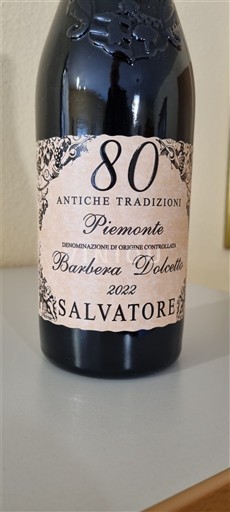 80
ANTICHE TRADIZIONI
Piemonte
DENOMINAZIONE DI ORIGINE CONTROLLATA
Barbera Dolcetto
2022
SALVATORE